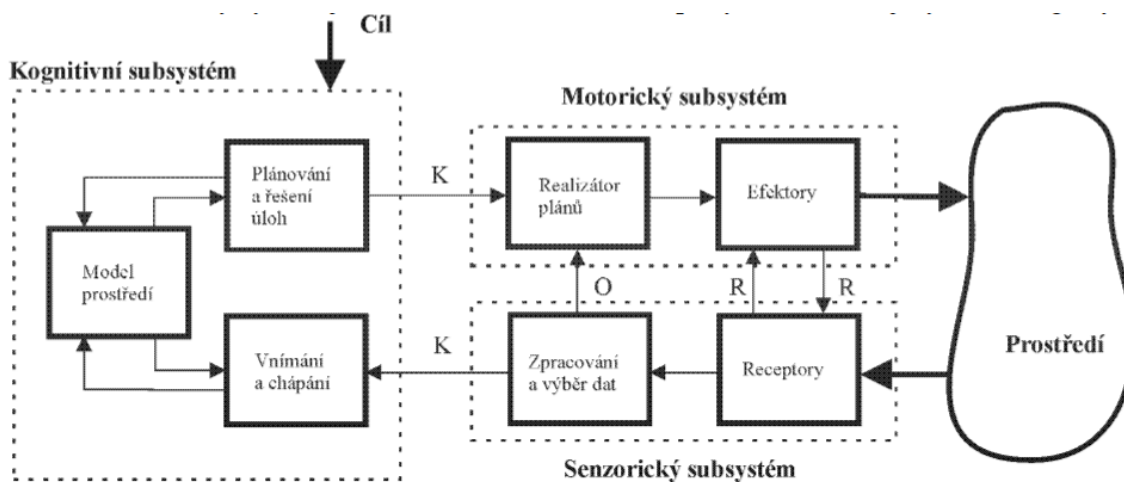 Cíl
Kognitivní subsystém
Motorický subsystém
Plánování
a řešení
úloh
K
Realizátor
plánů
Efektory
Model
prostředí
O
R
R
Prostředí
Vnímání
a chápání
K
Zpracování
a výběr dat
Receptory
Senzorický subsystém